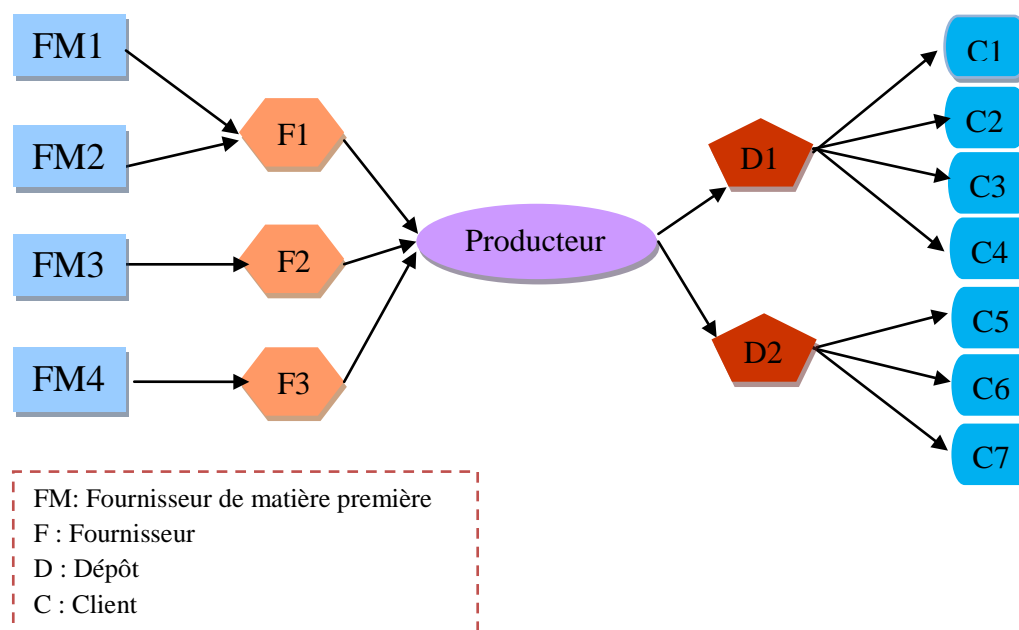 FM1
FM2
FM3
FM4
F1
F2
F3
Producteur
D1
D2
C1
C2
C3
C4
C5
C6
C7
FM: Fournisseur de matière première
F : Fournisseur
D : Dépôt
C : Client